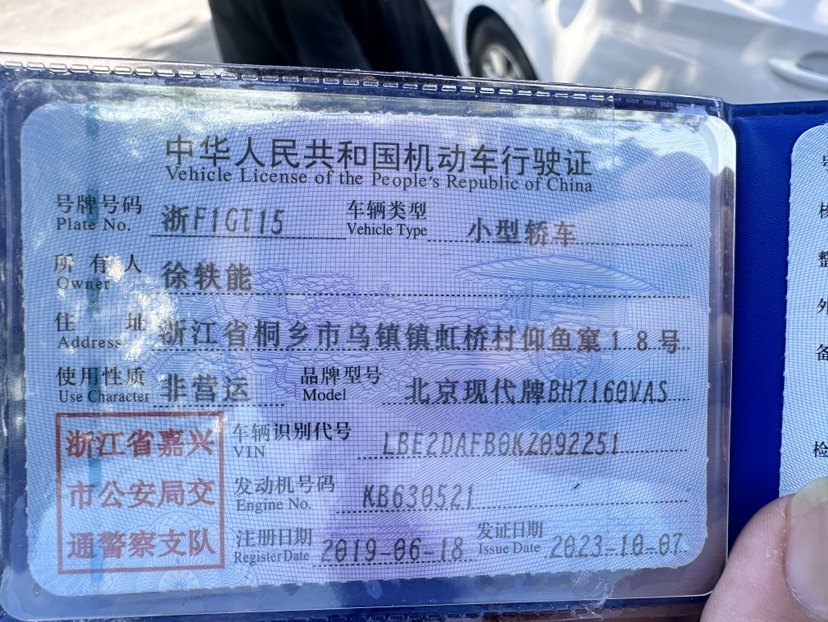 中华人民共和国机动车行驶证
Vehicle License of the People's Republic of China
号牌号码 浙F1GT15 车辆类型 小型轿车
Plate No. Vehicle Type
所有人 徐轶能
Owner
住址 浙江省桐乡市乌镇镇虹桥村仰鱼窠18号
Address
使用性质 非营运 品牌型号 北京现代牌BH7160VAS
Use Character Model
浙江省嘉兴
市公安局交
通警察支队
车辆识别代号 LBE2DAFB0KZ092251
VIN
发动机号码 KB630521
Engine No.
注册日期 2019-06-18 发证日期 2023-10-07
Register Date Issue Date
号
核
整
外
备
检